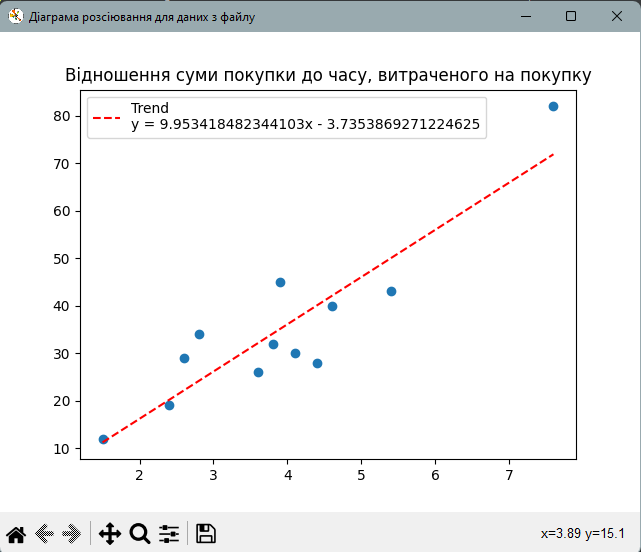 Діаграма розсіювання для даних з файлу
Відношення суми покупки до часу, витраченого на покупку
Trend
y = 9.953418482344103x - 3.7353869271224625
80
70
60
50
40
30
20
10
2 3 4 5 6 7
x=3.89 y=15.1